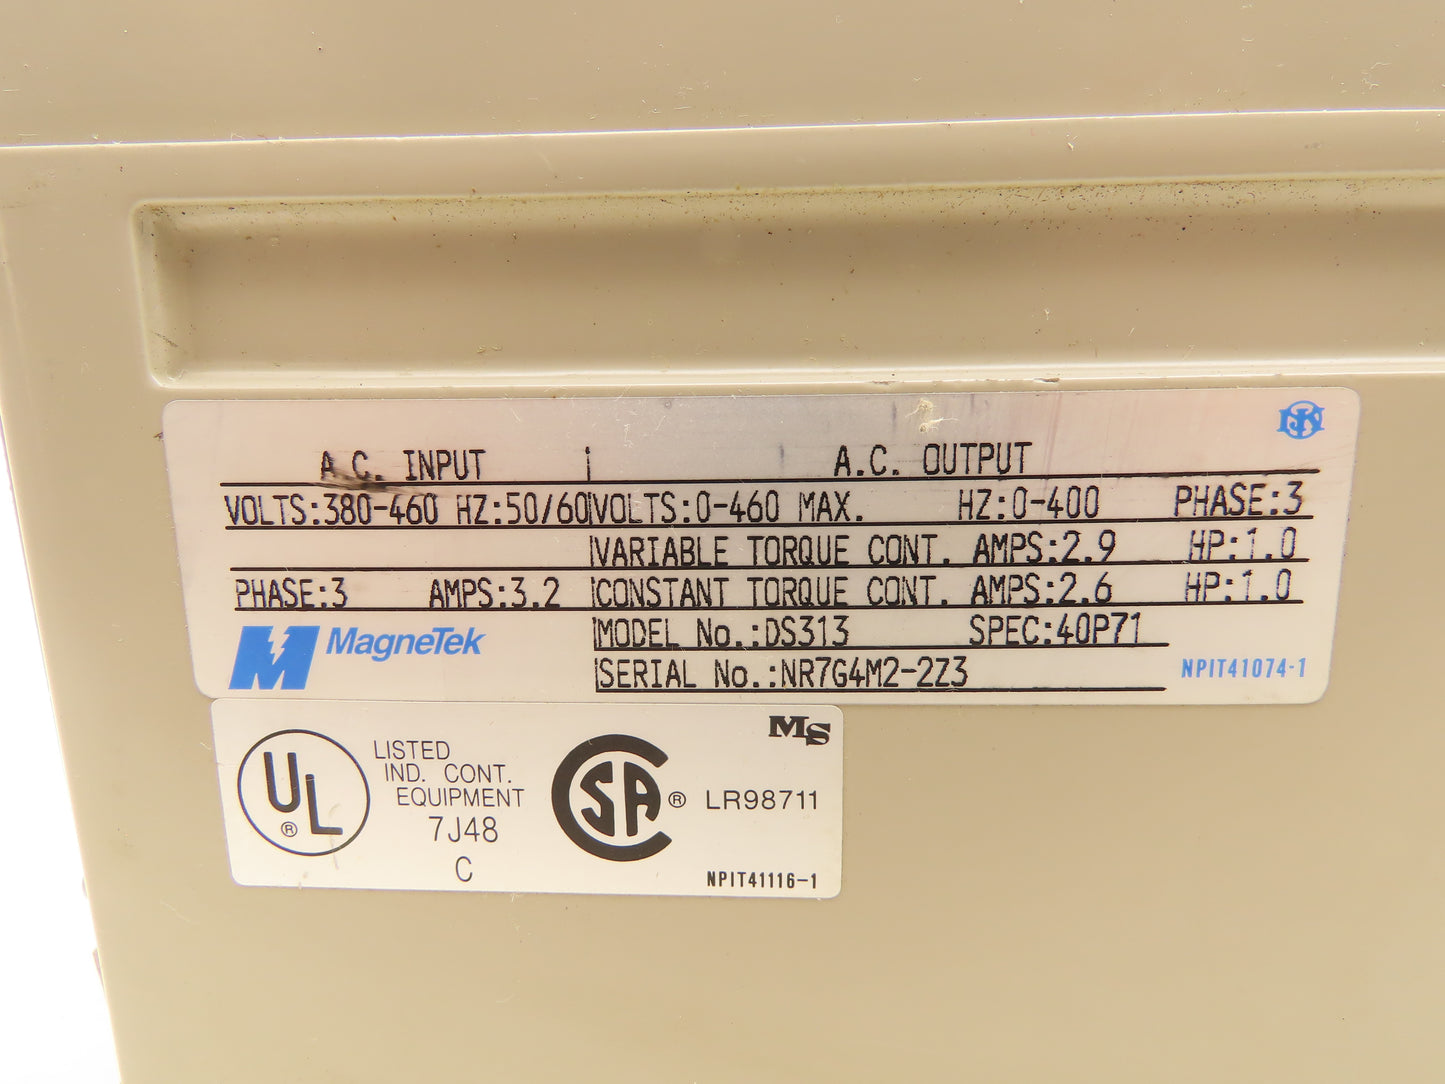 A.C. INPUT A.C. OUTPUT
VOLTS:380-460 HZ:50/60 VOLTS:0-460 MAX. HZ:0-400 PHASE:3
VARIABLE TORQUE CONT. AMPS:2.9 HP:1.0
PHASE:3 AMPS:3.2 CONSTANT TORQUE CONT. AMPS:2.6 HP:1.0
MagneTek MODEL No.:DS313 SPEC:40P71
SERIAL No.:NR7G4M2-2Z3 NPIT41074-1
UL ®
LISTED
IND. CONT.
EQUIPMENT
7J48
C
CSA ® LR98711
MS
NPIT41116-1